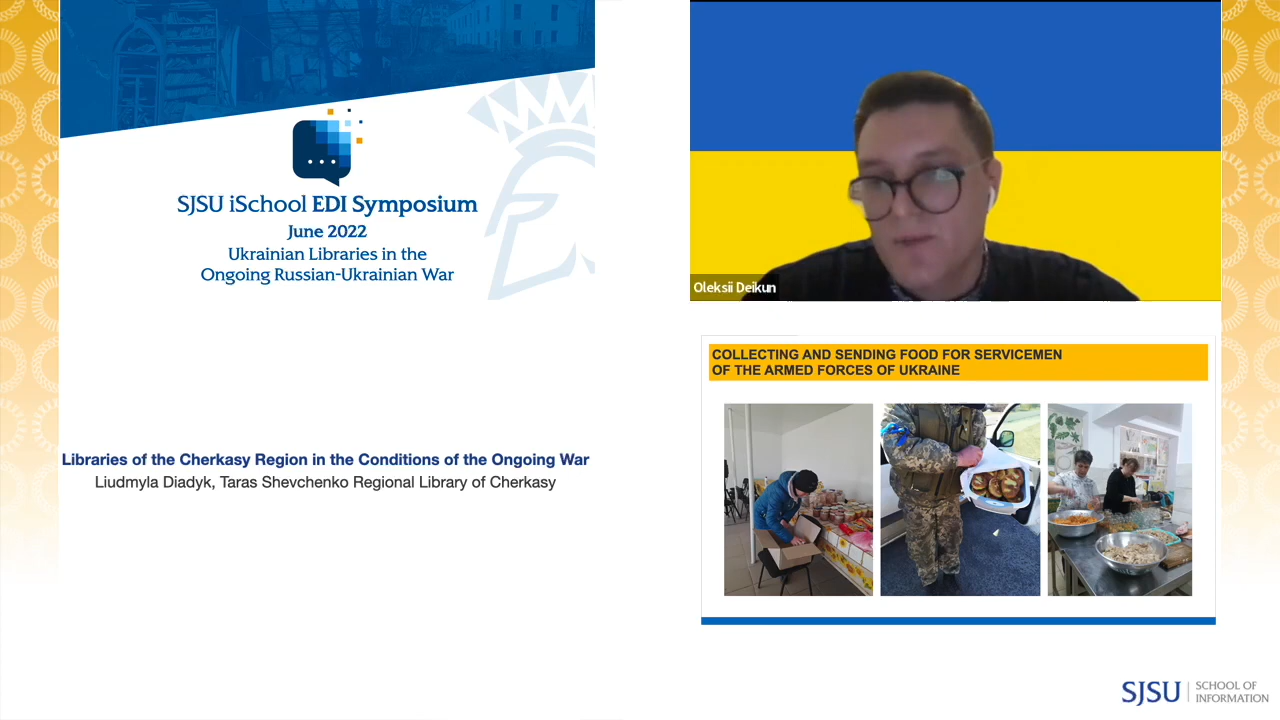 SJSU iSchool EDI Symposium
June 2022
Ukrainian Libraries in the
Ongoing Russian-Ukrainian War
Libraries of the Cherkasy Region in the Conditions of the Ongoing War
Liudmyla Diadyk, Taras Shevchenko Regional Library of Cherkasy
Oleksii Deikun
COLLECTING AND SENDING FOOD FOR SERVICEMEN
OF THE ARMED FORCES OF UKRAINE
SJSU
SCHOOL OF
INFORMATION